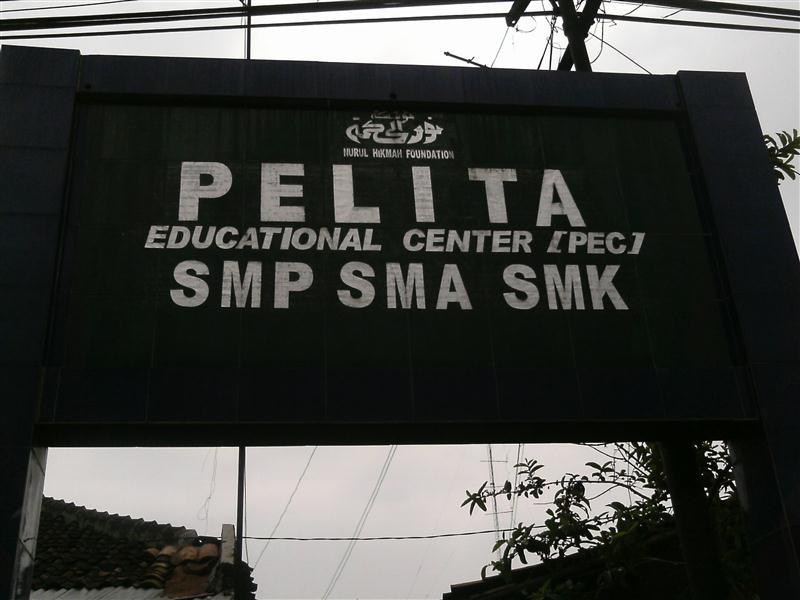 NURUL HIKMAH FOUNDATION
PELITA
EDUCATIONAL CENTER [PEC]
SMP SMA SMK